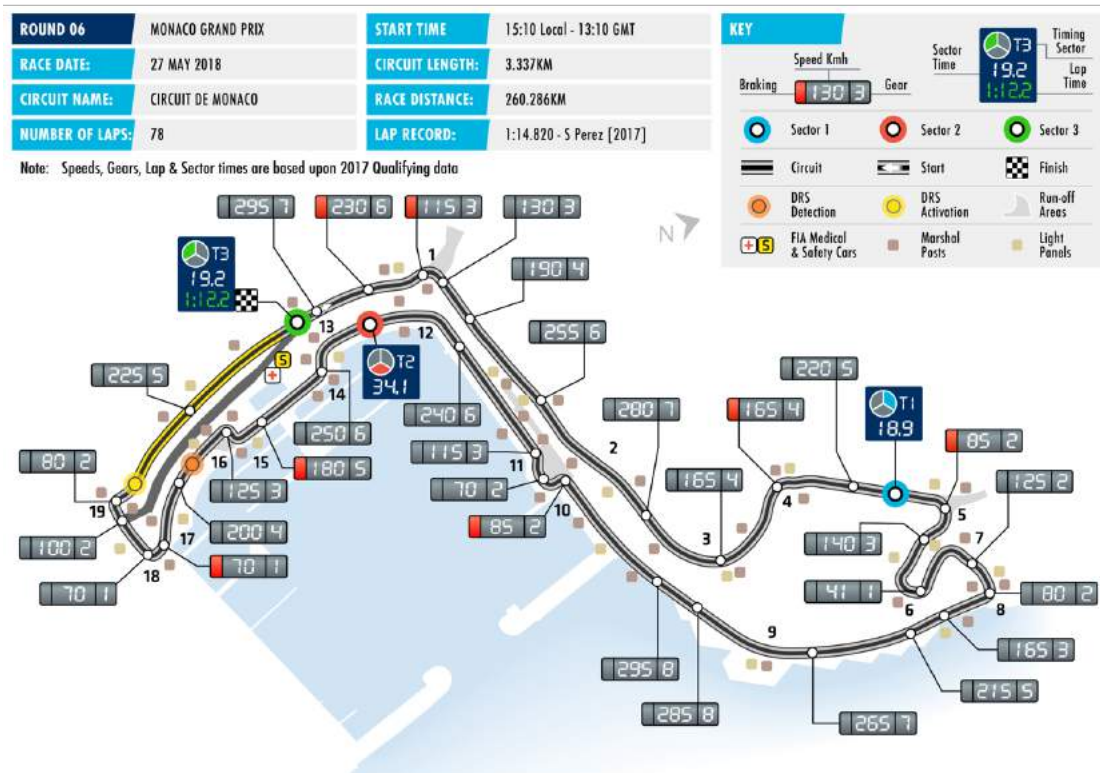 ROUND 06 MONACO GRAND PRIX START TIME 15:10 Local - 13:10 GMT
RACE DATE: 27 MAY 2018 CIRCUIT LENGTH: 3.337KM
CIRCUIT NAME: CIRCUIT DE MONACO RACE DISTANCE: 260.286KM
NUMBER OF LAPS: 78 LAP RECORD: 1:14.820 - S Perez [2017]
Note: Speeds, Gears, Lap & Sector times are based upon 2017 Qualifying data
KEY
Speed Kmh
Braking 130 3 Gear
Sector Time
T3
19.2
1:12.2
Timing Sector
Lap Time
Sector 1 Sector 2 Sector 3
Circuit Start Finish
DRS Detection DRS Activation Run-off Areas
S FIA Medical & Safety Cars Marshal Posts Light Panels
N
295 7
230 6
115 3
130 3
190 4
255 6
280 7
165 4
165 4
220 5
T1
18.9
85 2
125 2
140 3
41 1
80 2
165 3
215 5
265 7
285 8
295 8
85 2
70 2
115 3
240 6
T2
34.1
250 6
180 5
125 3
200 4
70 1
70 1
100 2
80 2
225 5
T3
19.2
1:12.2
S
1
2
3
4
5
6
7
8
9
10
11
12
13
14
15
16
17
18
19